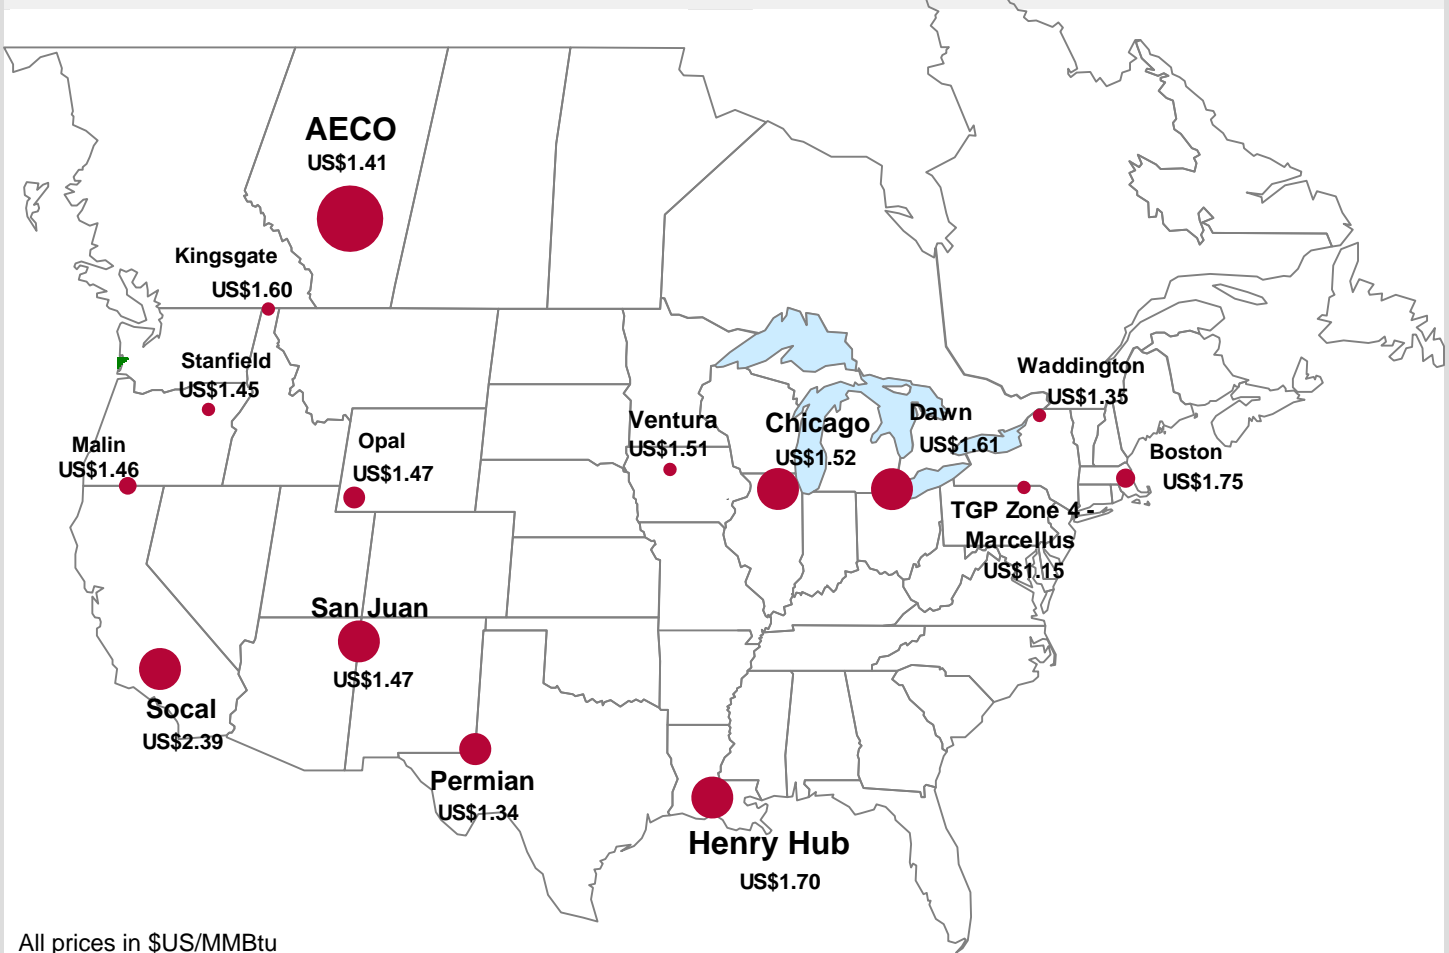 AECO
US$1.41
Kingsgate
US$1.60
Stanfield
US$1.45
Malin
US$1.46
Opal
US$1.47
Ventura
US$1.51
Chicago
US$1.52
Dawn
US$1.61
Waddington
US$1.35
Boston
US$1.75
TGP Zone 4 -
Marcellus
US$1.15
San Juan
US$1.47
Socal
US$2.39
Permian
US$1.34
Henry Hub
US$1.70
All prices in $US/MMBtu